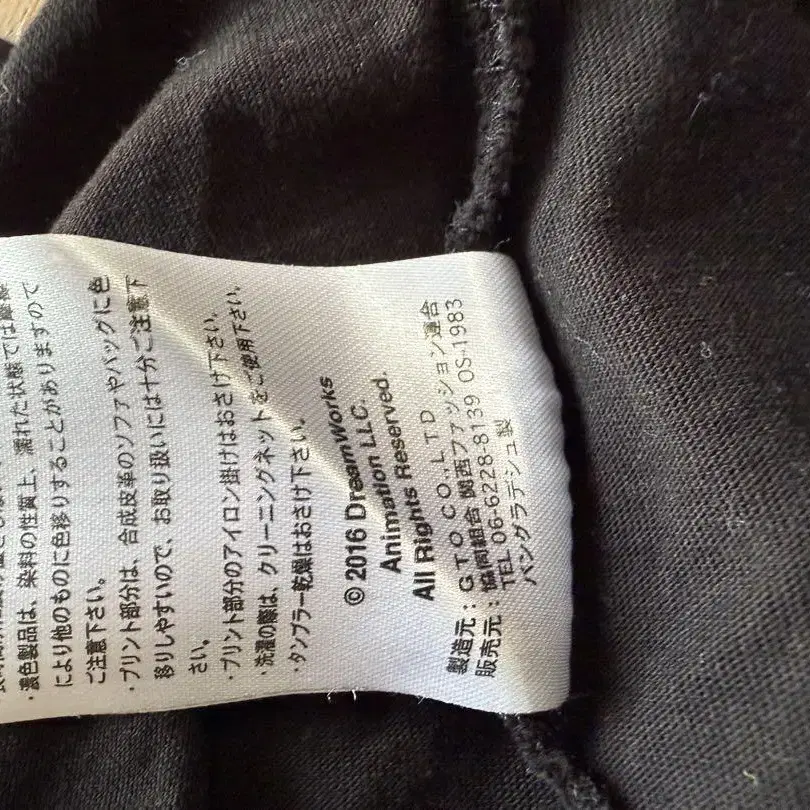 ・濃色製品は、染料の性質上、濡れた状態では摩擦
により他のものに色移りすることがありますので
ご注意下さい。
・プリント部分は、合成皮革のソファやバッグに色
移りしやすいので、お取り扱いには十分ご注意下
さい。
・プリント部分のアイロン掛けはおさけ下さい。
・洗濯の際は、クリーニングネットをご使用下さい。
・タンブラー乾燥はおさけ下さい。
© 2016 DreamWorks
Animation LLC.
All Rights Reserved.
製造元：GTO CO.,LTD
販売元：協同組合 関西ファッション連合
TEL 06-6228-8139 OS-1983
バングラデシュ製